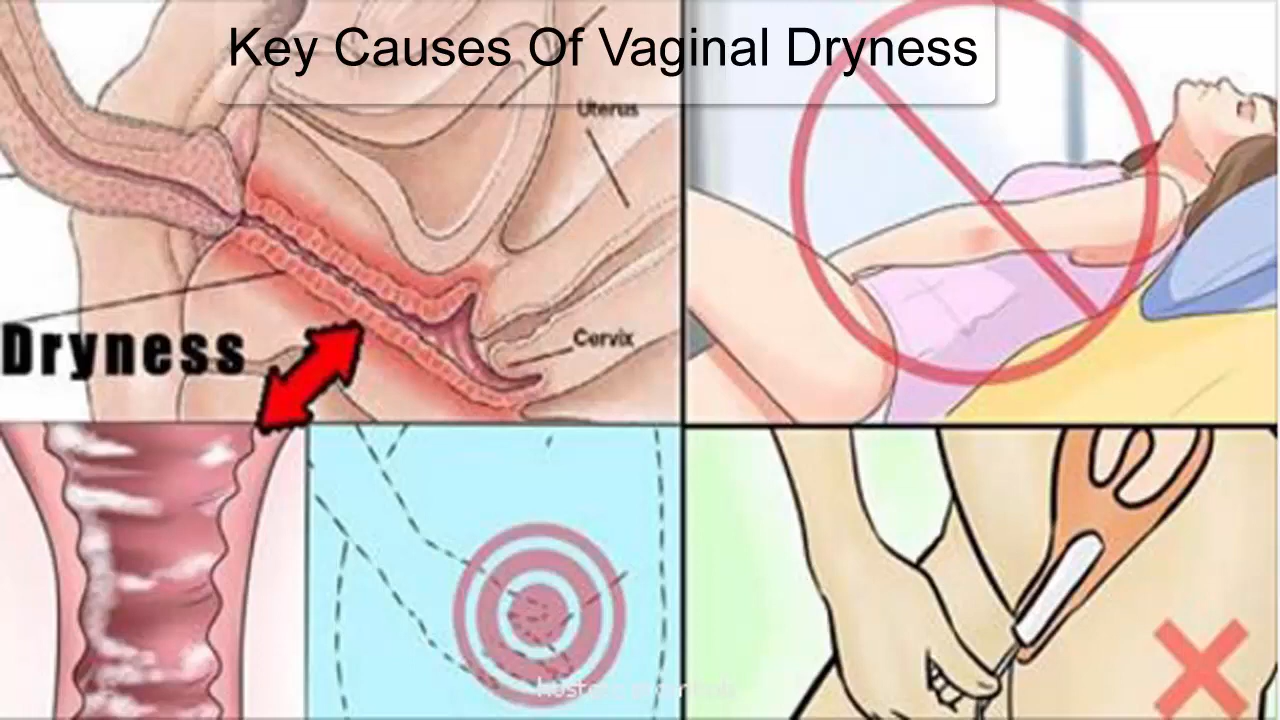 Key Causes Of Vaginal Dryness
Uterus
Cervix
Dryness